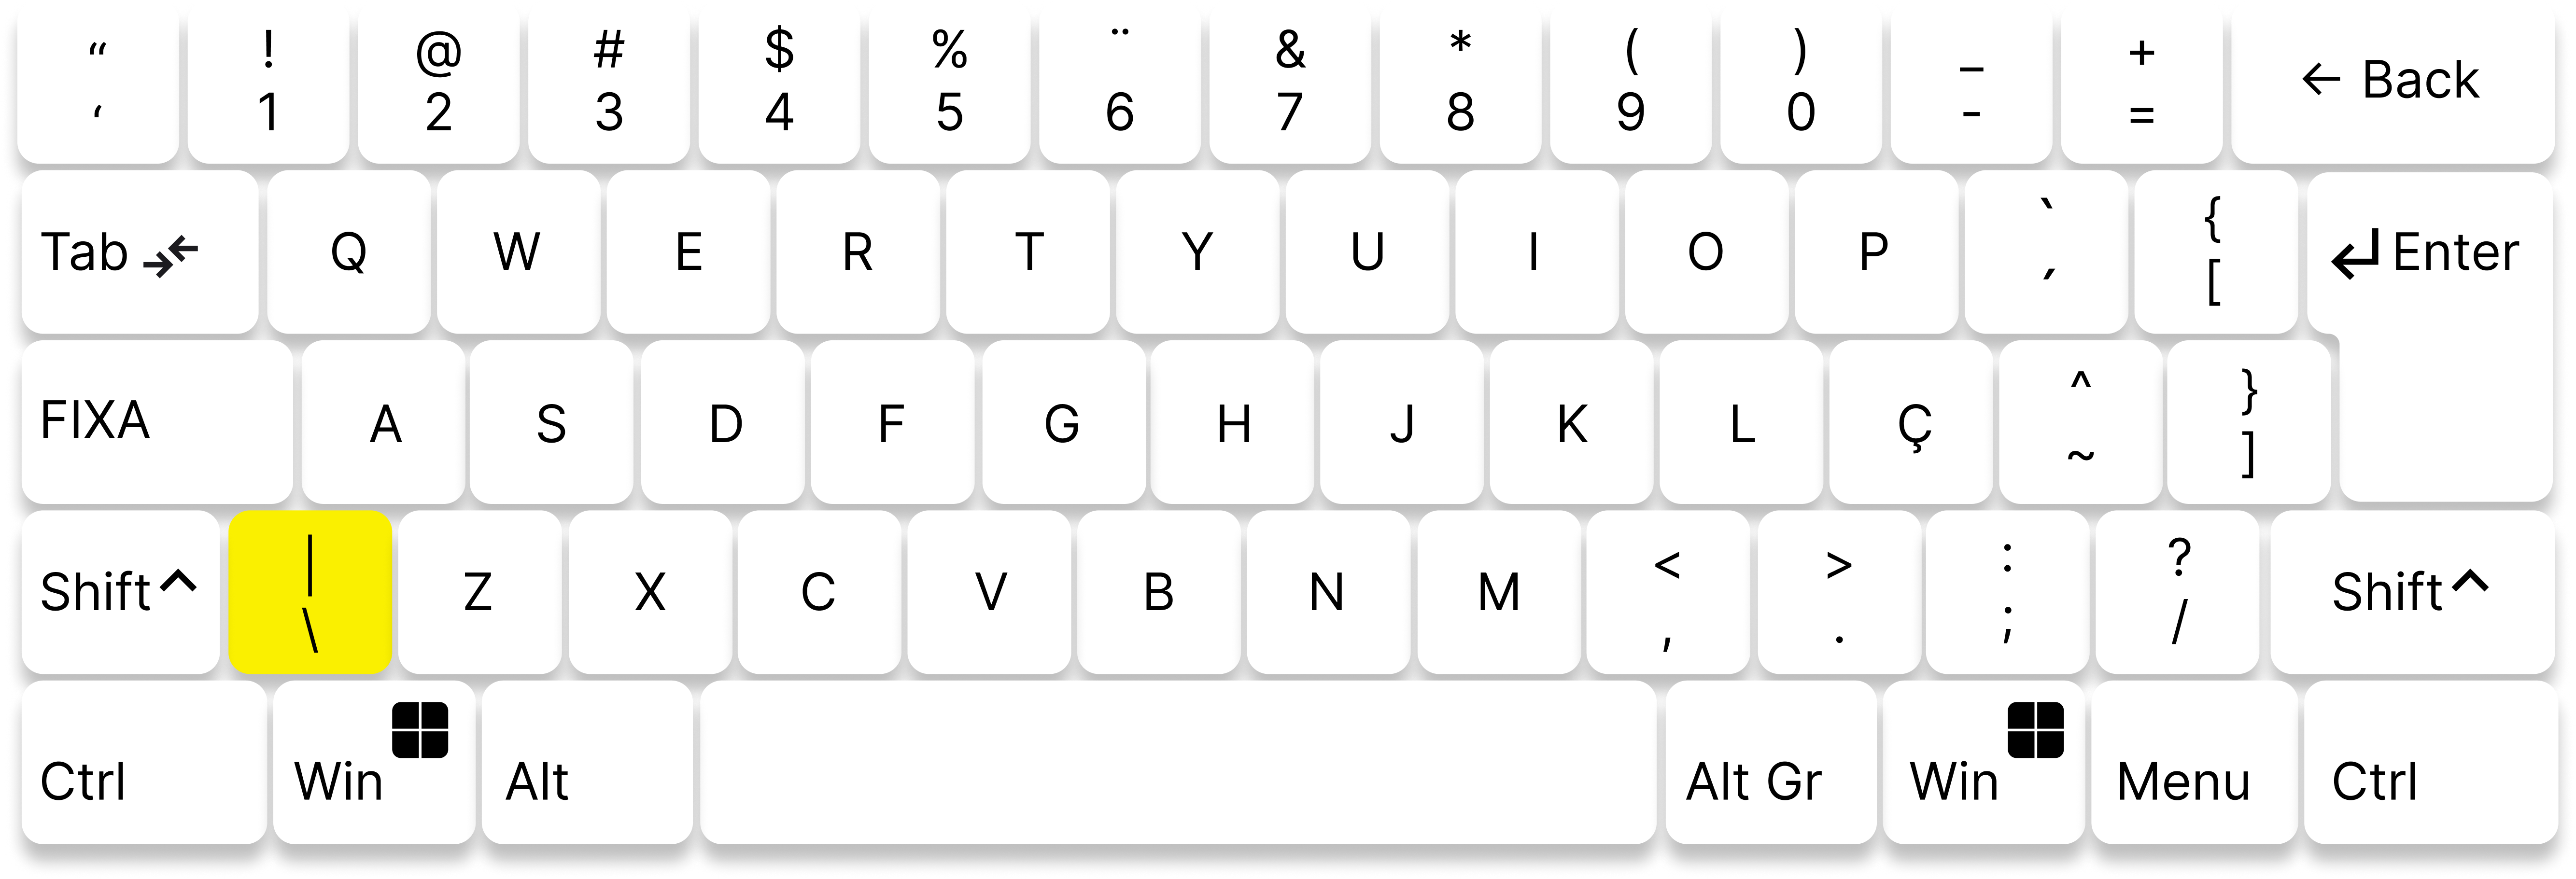 “ ! @ # $ % ¨ & * ( ) _ +
‘ 1 2 3 4 5 6 7 8 9 0 - = ← Back
Tab Q W E R T Y U I O P ` ´ { [ Enter
FIXA A S D F G H J K L Ç ^ ~ } ]
Shift | \ Z X C V B N M < , > . : ; ? / Shift
Ctrl Win Alt Alt Gr Win Menu Ctrl